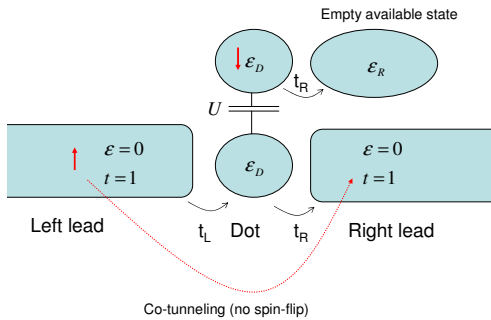 Empty available state
ε_D
t_R
ε_R
U
ε = 0
t = 1
ε_D
ε = 0
t = 1
Left lead
t_L
Dot
t_R
Right lead
Co-tunneling (no spin-flip)